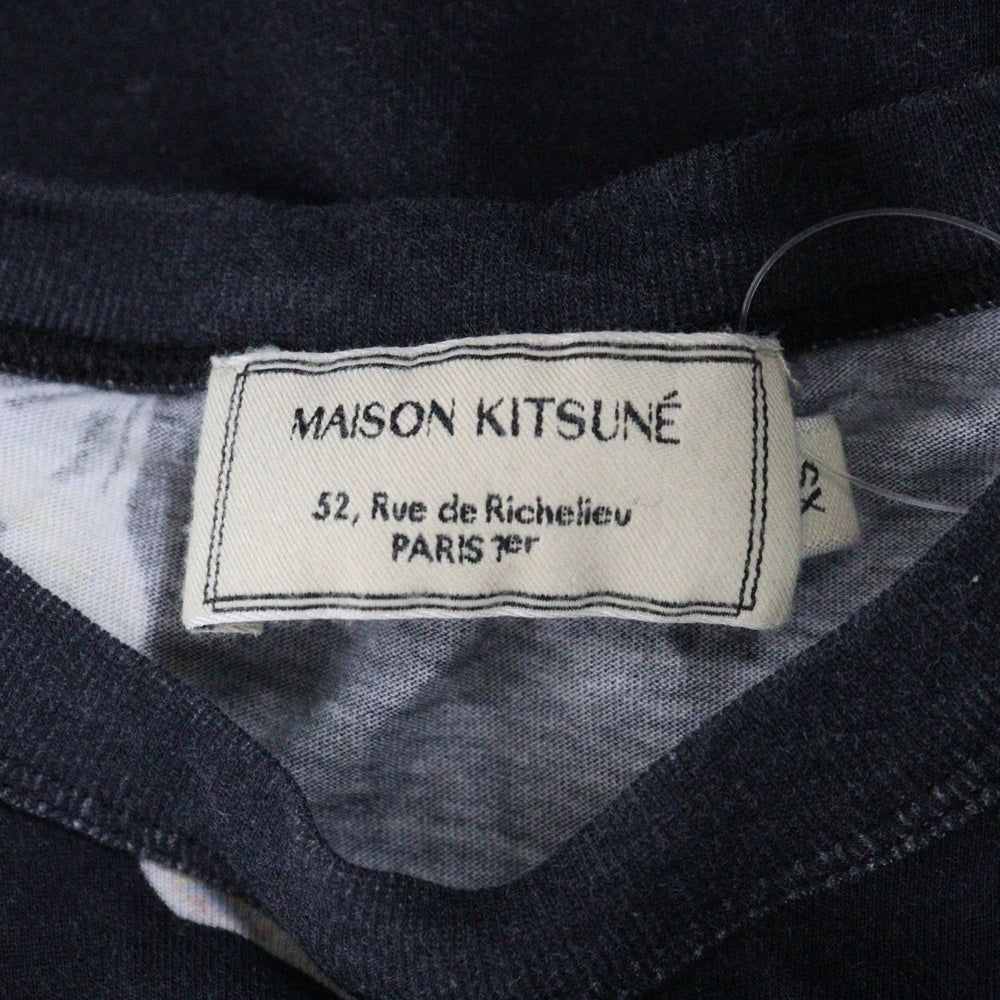 MAISON KITSUNÉ
52, Rue de Richelieu
PARIS 1er